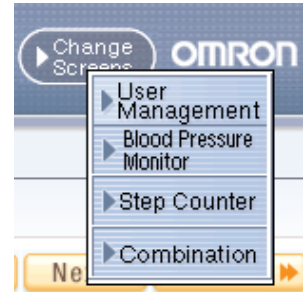 Change
Screens
OMRON
User
Management
Blood Pressure
Monitor
Step Counter
Combination
Ne